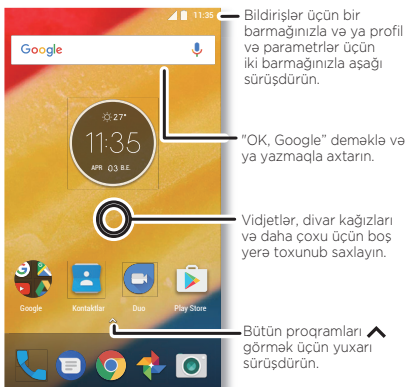 11:35
Google
27°
11:35
APR 03 B.E.
Google Kontaktlar Duo Play Store
Bildirişlər üçün bir
barmağınızla və ya profil
və parametrlər üçün
iki barmağınızla aşağı
sürüşdürün.
"OK, Google” deməklə və
ya yazmaqla axtarın.
Vidjetlər, divar kağızları
və daha çoxu üçün boş
yerə toxunub saxlayın.
Bütün proqramları
görmək üçün yuxarı
sürüşdürün.